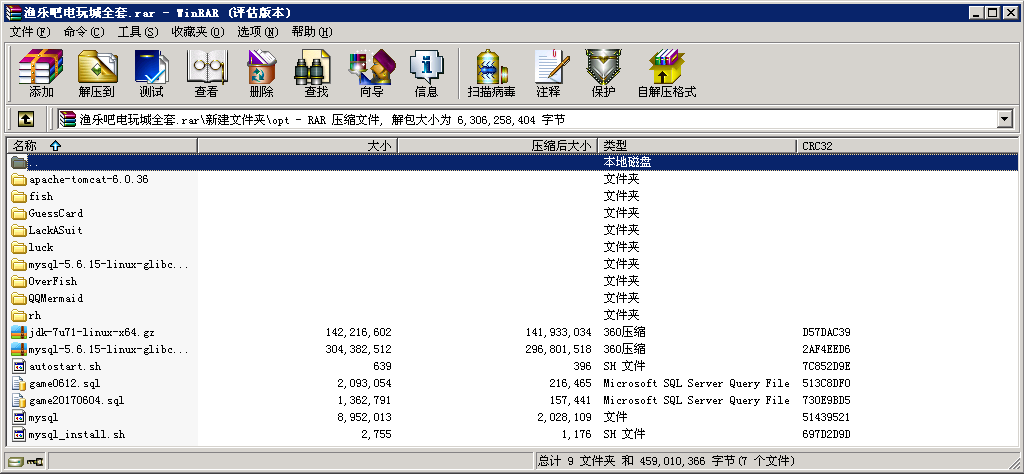 渔乐吧电玩城全套.rar - WinRAR (评估版本)
文件(F) 命令(C) 工具(S) 收藏夹(O) 选项(N) 帮助(H)
添加 解压到 测试 查看 删除 查找 向导 信息 扫描病毒 注释 保护 自解压格式
渔乐吧电玩城全套.rar\新建文件夹\opt - RAR 压缩文件, 解包大小为 6,306,258,404 字节
名称 大小 压缩后大小 类型 CRC32
.. 本地磁盘
apache-tomcat-6.0.36 文件夹
fish 文件夹
GuessCard 文件夹
LackASuit 文件夹
luck 文件夹
mysql-5.6.15-linux-glibc... 文件夹
OverFish 文件夹
QQMermaid 文件夹
rh 文件夹
jdk-7u71-linux-x64.gz 142,216,602 141,933,034 360压缩 D57DAC39
mysql-5.6.15-linux-glibc... 304,382,512 296,801,518 360压缩 2AF4EED6
autostart.sh 639 396 SH 文件 7C852D9E
game0612.sql 2,093,054 216,465 Microsoft SQL Server Query File 513C8DF0
game20170604.sql 1,362,791 157,441 Microsoft SQL Server Query File 730E9BD5
mysql 8,952,013 2,028,109 文件 51439521
mysql_install.sh 2,755 1,176 SH 文件 697D2D9D
总计 9 文件夹 和 459,010,366 字节(7 个文件)